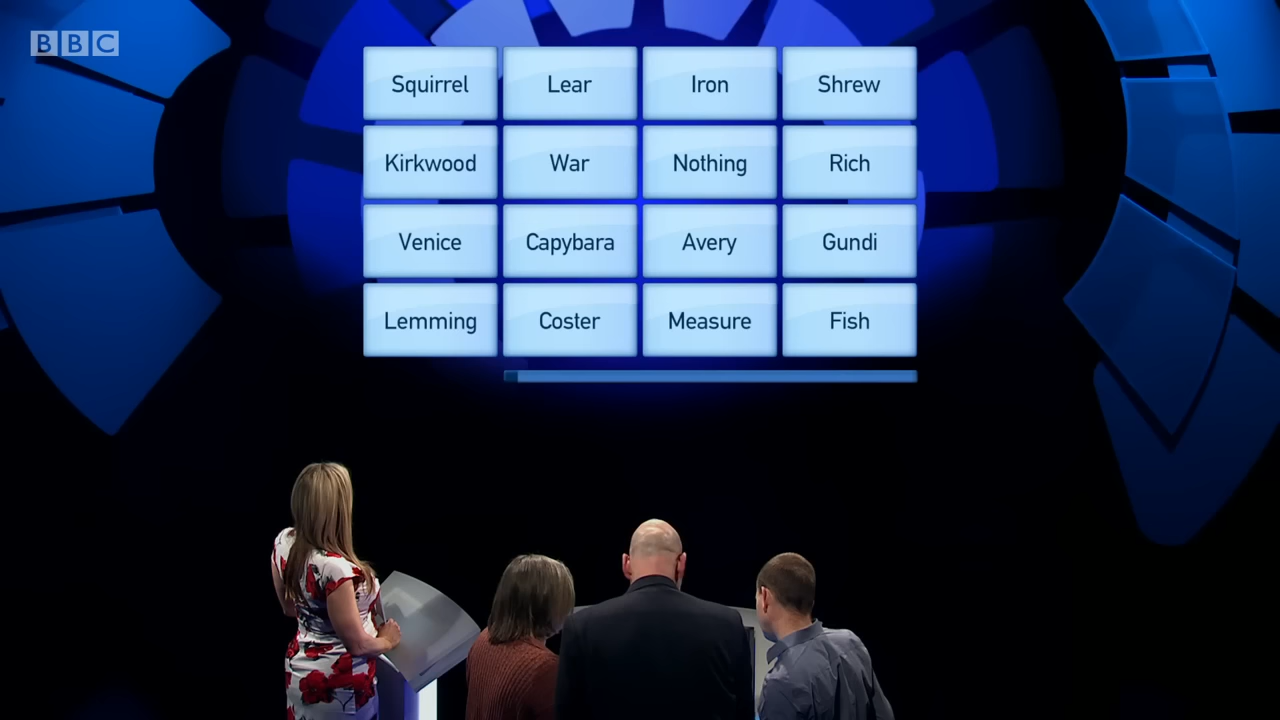 BBC
Squirrel Lear Iron Shrew
Kirkwood War Nothing Rich
Venice Capybara Avery Gundi
Lemming Coster Measure Fish